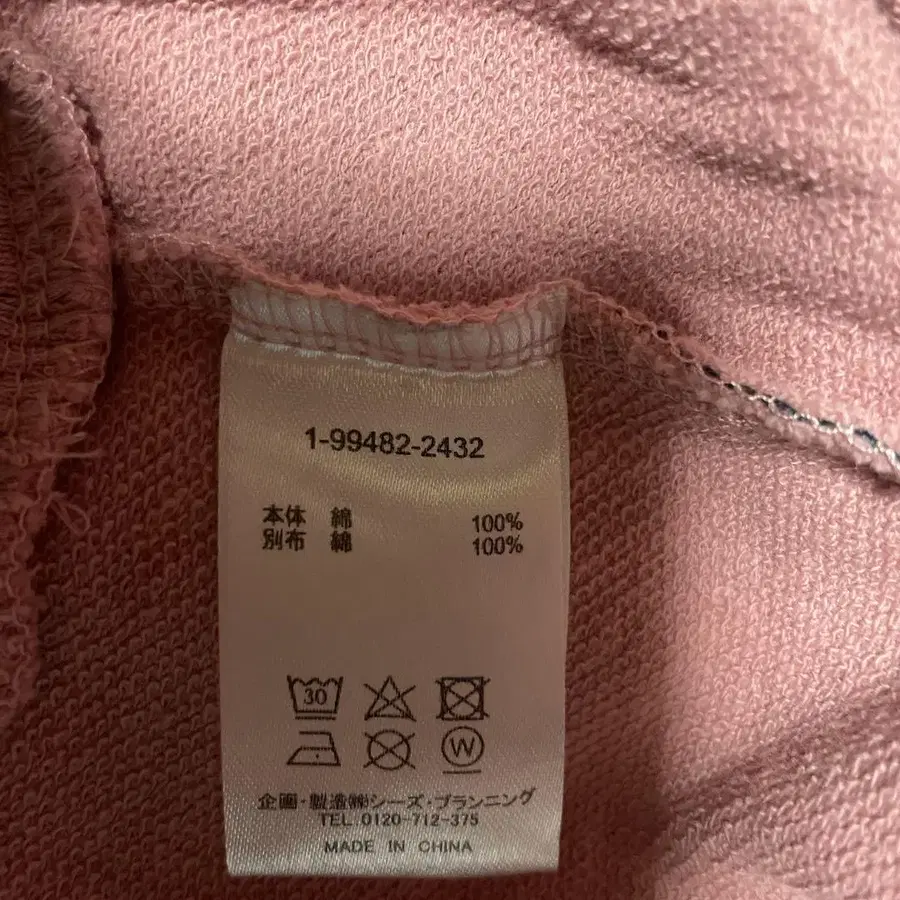 1-99482-2432
本体 綿 100%
別布 綿 100%
30
W
企画・製造㈱シーズ・プランニング
TEL.0120-712-375
MADE IN CHINA